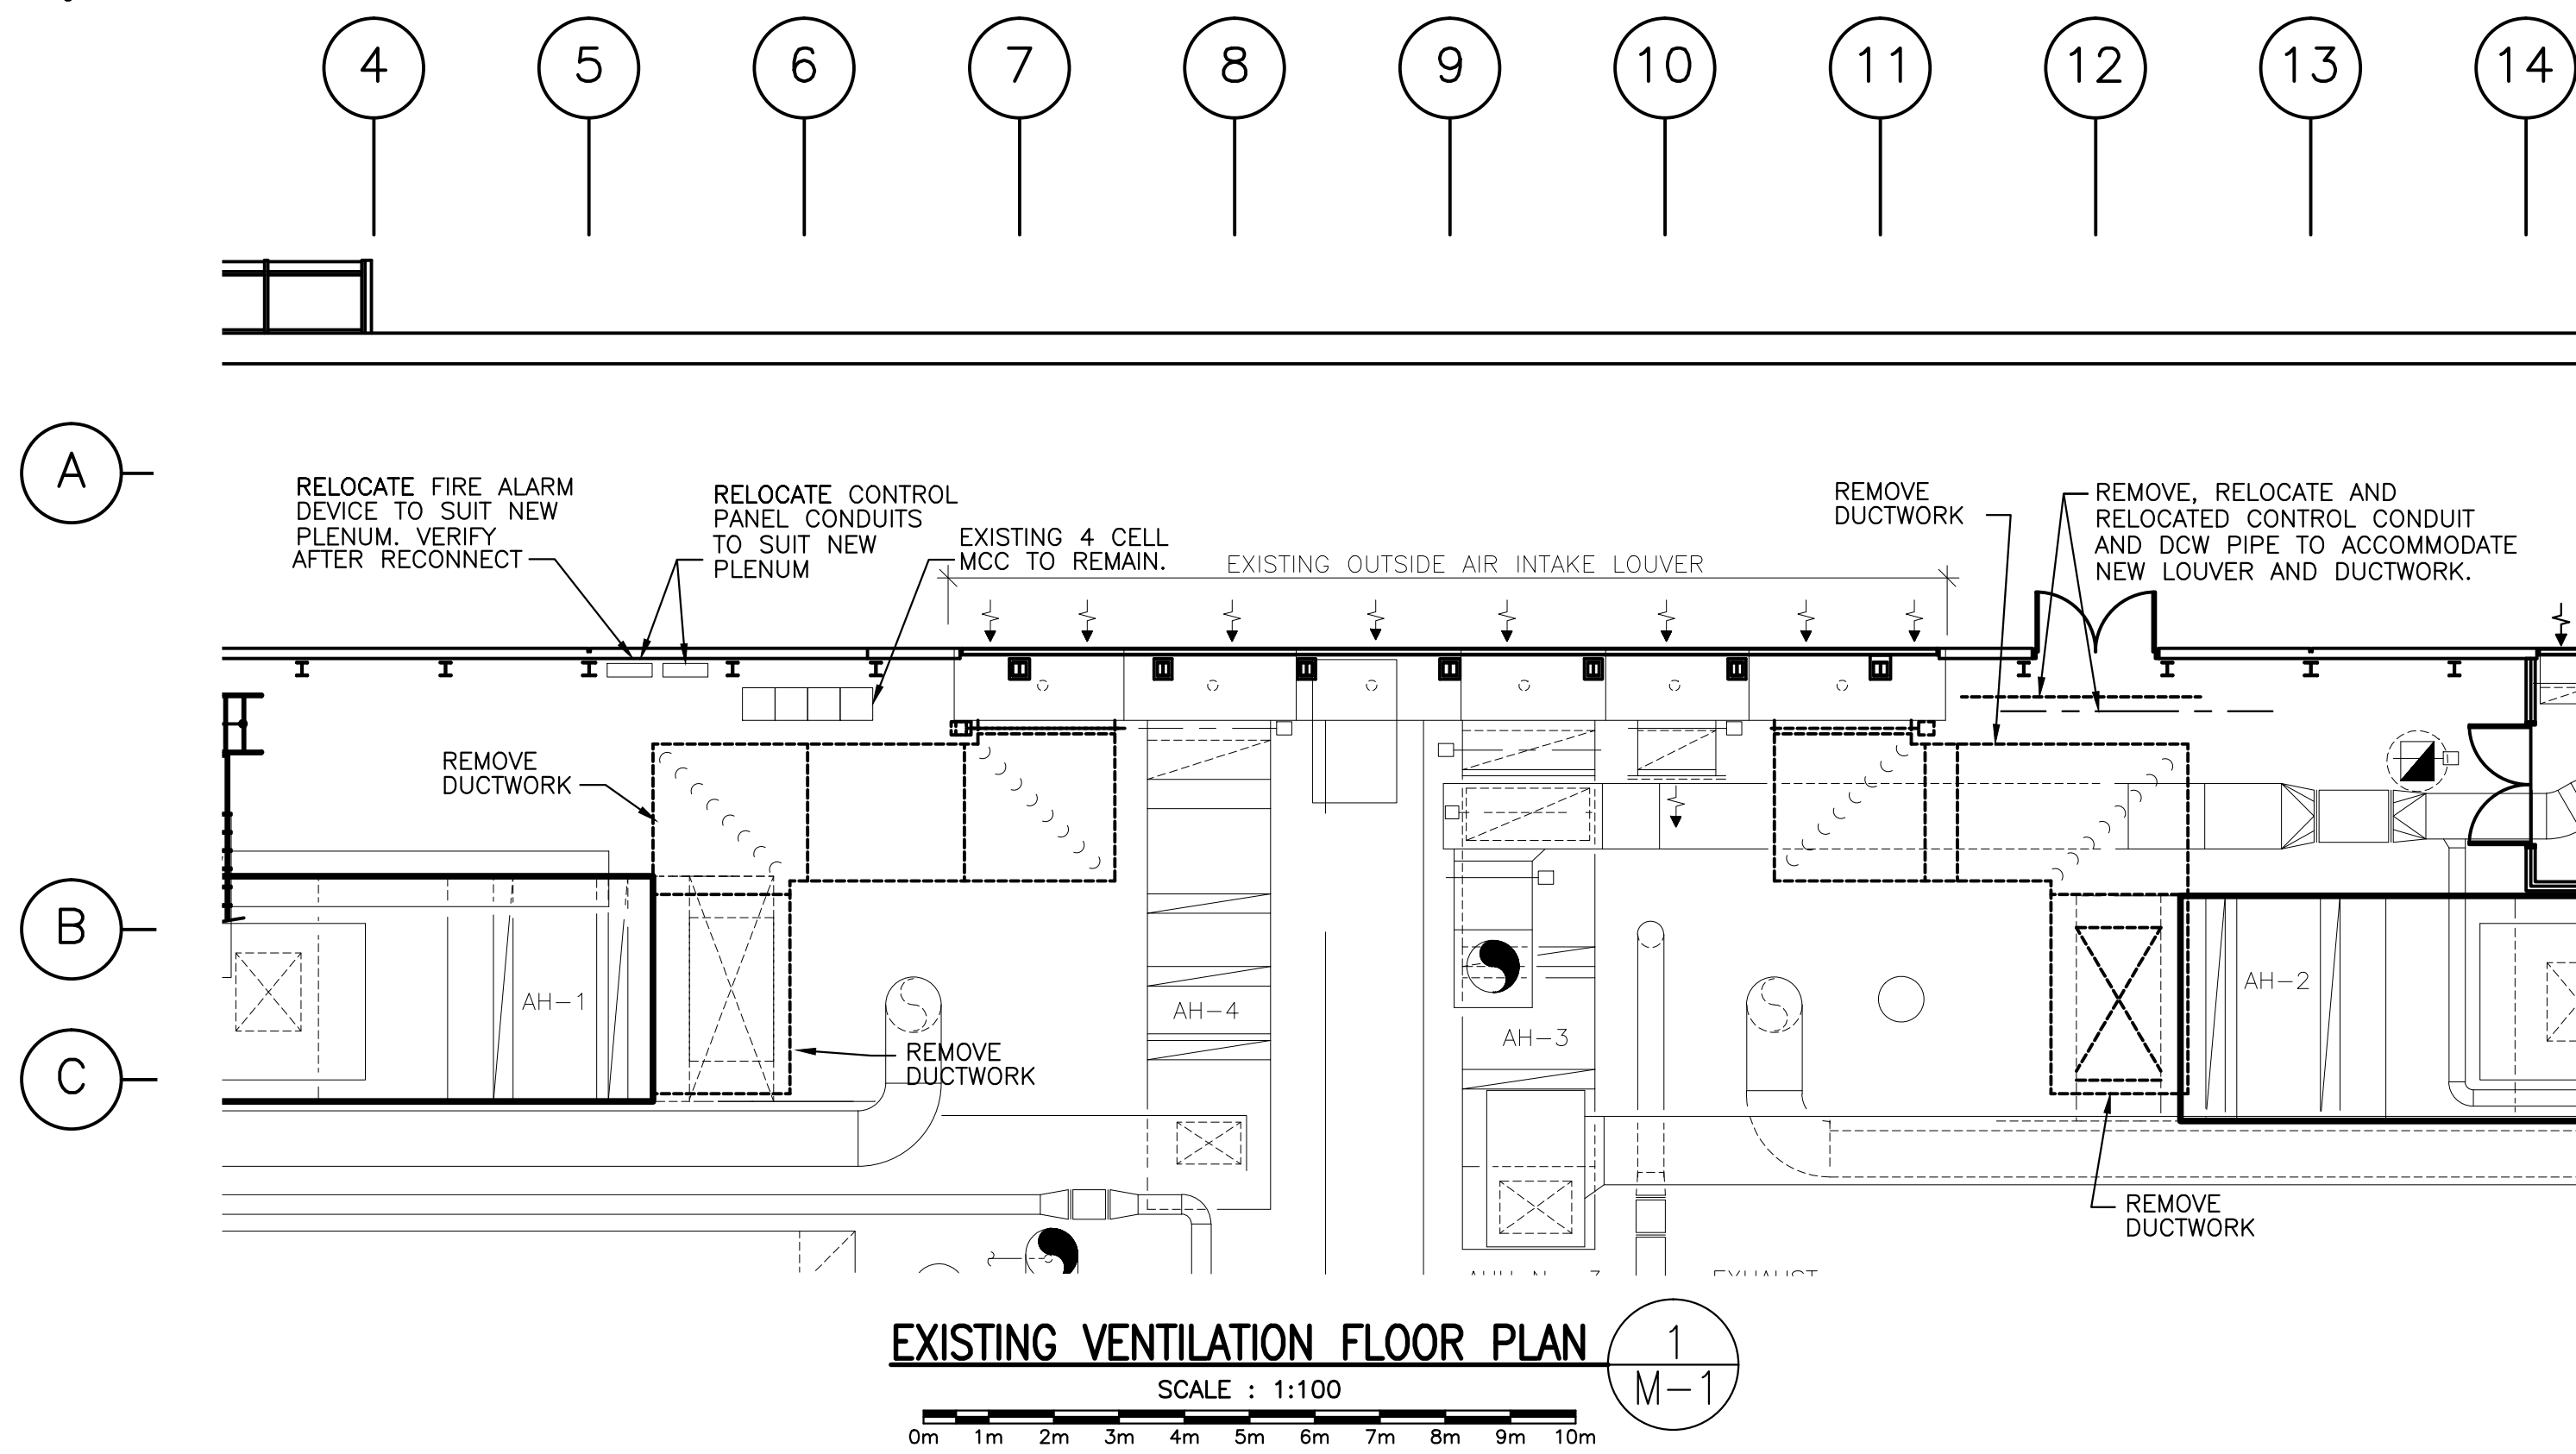 4 5 6 7 8 9 10 11 12 13 14
A
RELOCATE FIRE ALARM
DEVICE TO SUIT NEW
PLENUM. VERIFY
AFTER RECONNECT
RELOCATE CONTROL
PANEL CONDUITS
TO SUIT NEW
PLENUM
EXISTING 4 CELL
MCC TO REMAIN.
EXISTING OUTSIDE AIR INTAKE LOUVER
REMOVE
DUCTWORK
REMOVE, RELOCATE AND
RELOCATED CONTROL CONDUIT
AND DCW PIPE TO ACCOMMODATE
NEW LOUVER AND DUCTWORK.
REMOVE
DUCTWORK
B
AH-1
AH-4
AH-3
AH-2
C
REMOVE
DUCTWORK
REMOVE
DUCTWORK
EXHAUST
EXISTING VENTILATION FLOOR PLAN
1
M-1
SCALE : 1:100
0m 1m 2m 3m 4m 5m 6m 7m 8m 9m 10m